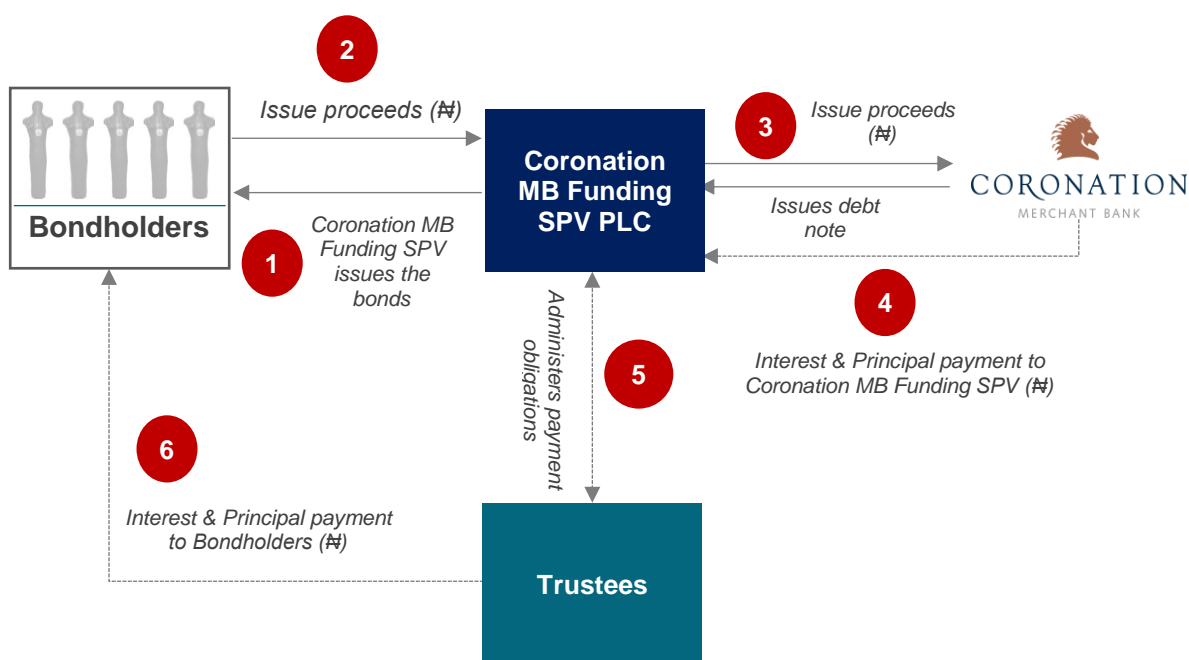 2
Issue proceeds (₦)
Bondholders
1
Coronation MB
Funding SPV
issues the
bonds
Coronation
MB Funding
SPV PLC
3
Issue proceeds
(₦)
Issues debt
note
CORONATION
MERCHANT BANK
4
Interest & Principal payment to
Coronation MB Funding SPV (₦)
Administers payment
obligations
5
6
Interest & Principal payment
to Bondholders (₦)
Trustees